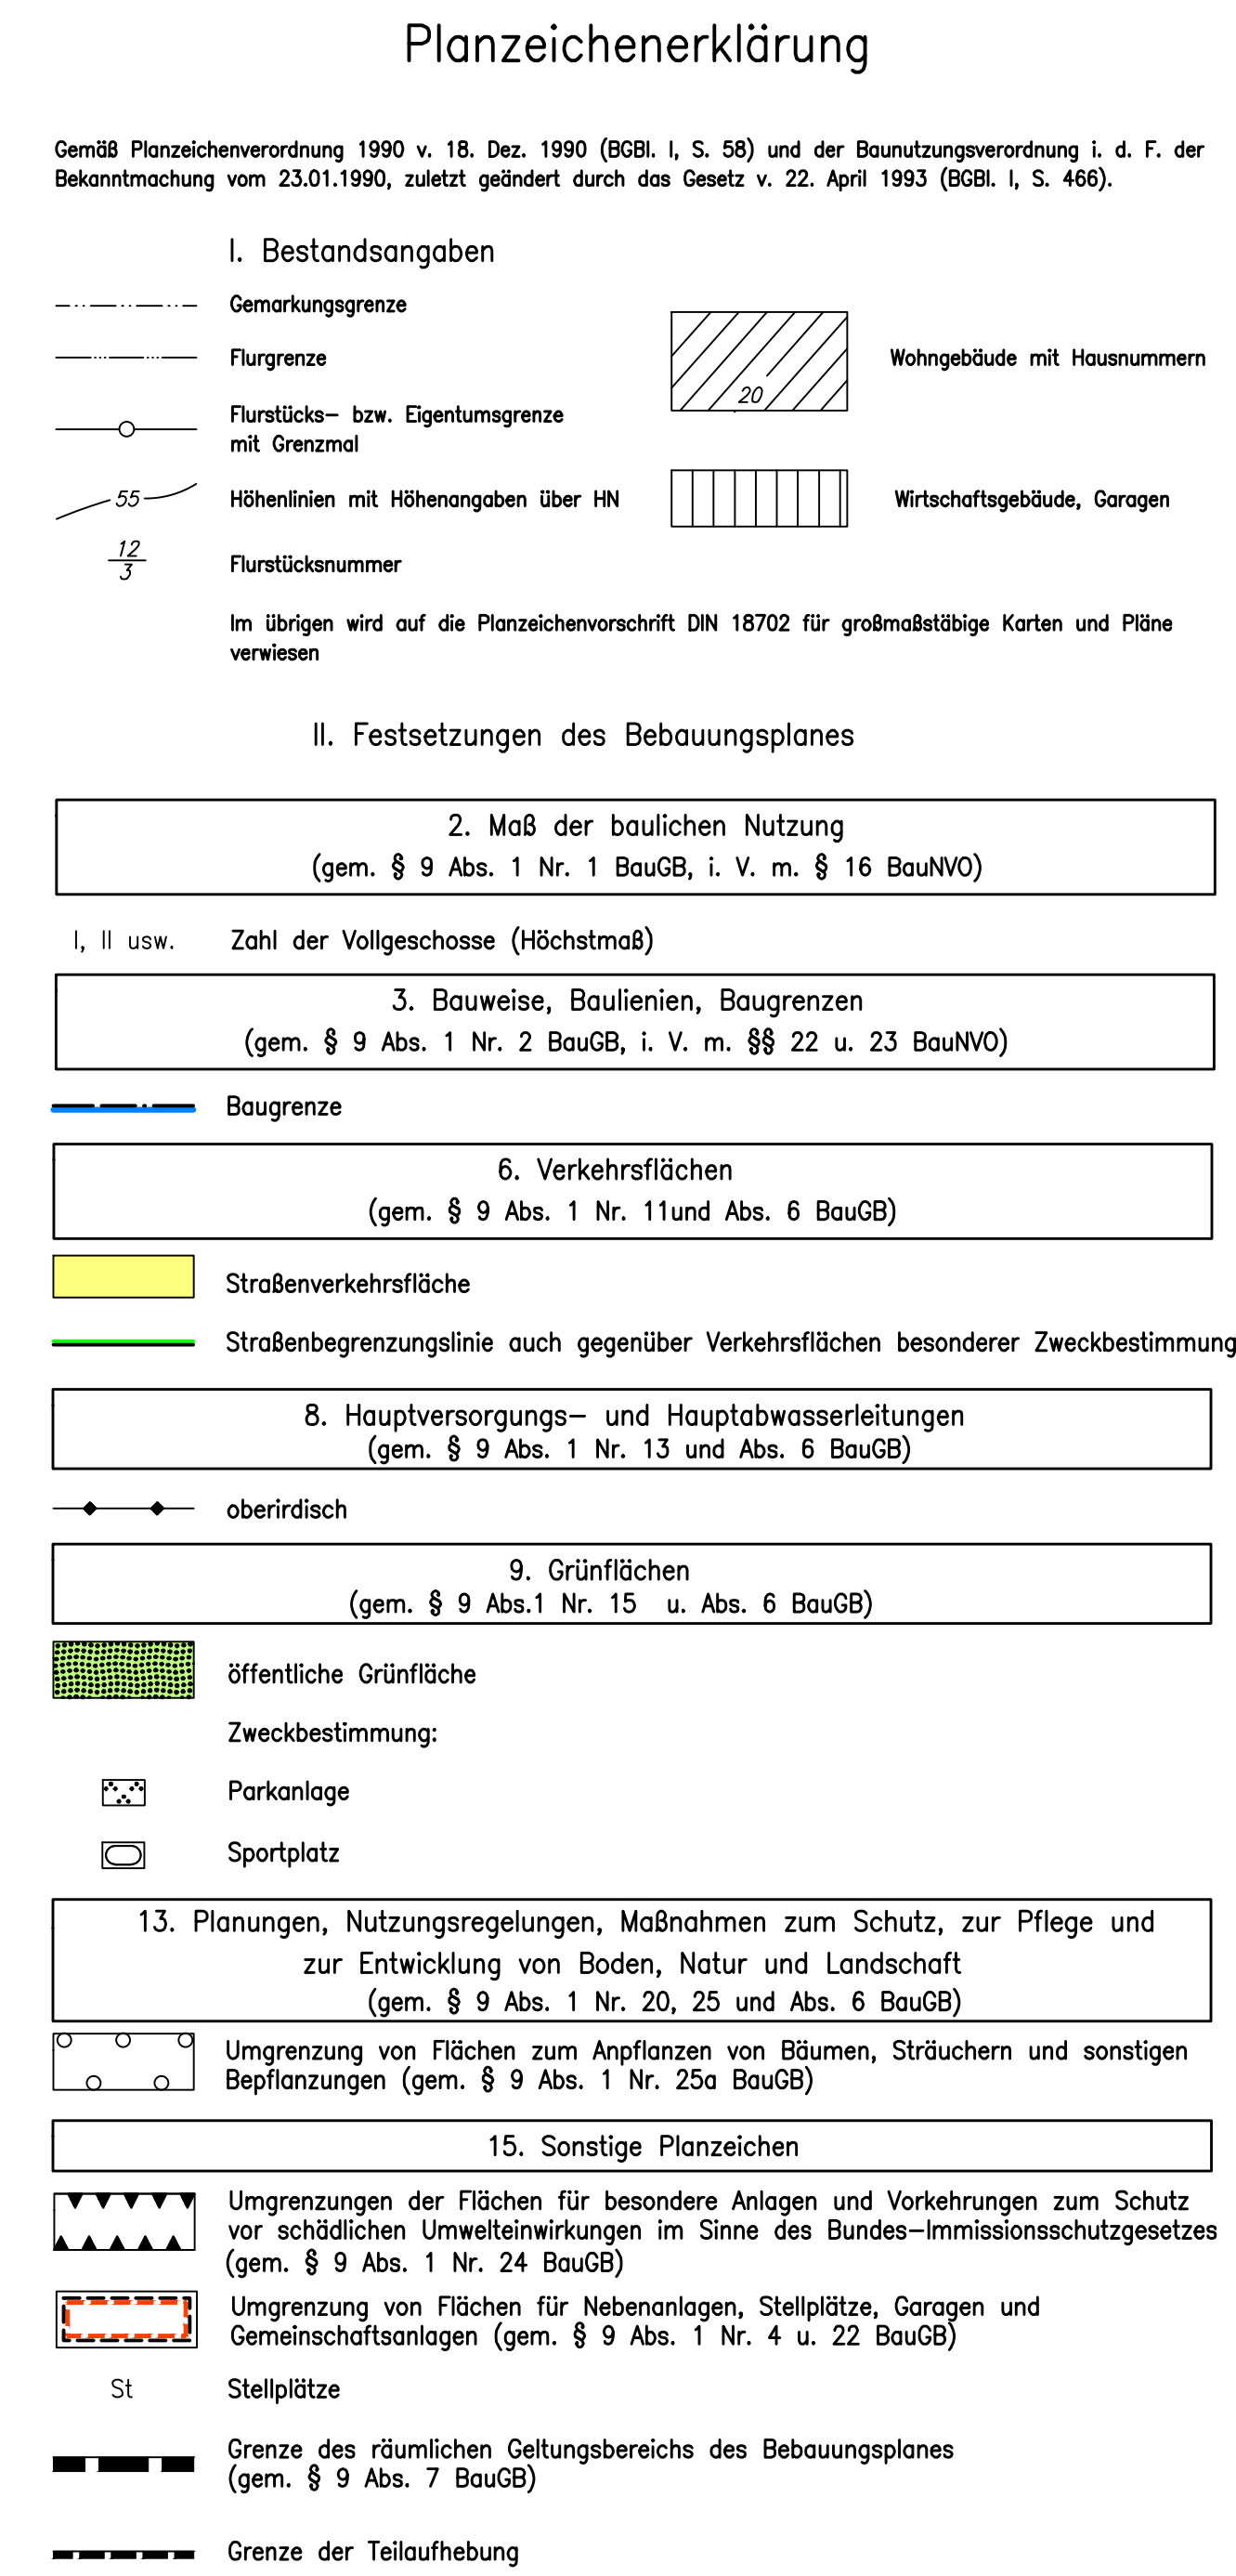 Planzeichenerklärung
Gemäß Planzeichenverordnung 1990 v. 18. Dez. 1990 (BGBl. I, S. 58) und der Baunutzungsverordnung i. d. F. der
Bekanntmachung vom 23.01.1990, zuletzt geändert durch das Gesetz v. 22. April 1993 (BGBl. I, S. 466).
I. Bestandsangaben
Gemarkungsgrenze
Flurgrenze
20
Wohngebäude mit Hausnummern
Flurstücks- bzw. Eigentumsgrenze
mit Grenzmal
55
Höhenlinien mit Höhenangaben über HN
Wirtschaftsgebäude, Garagen
12
3
Flurstücksnummer
Im übrigen wird auf die Planzeichenvorschrift DIN 18702 für großmaßstäbige Karten und Pläne
verwiesen
II. Festsetzungen des Bebauungsplanes
2. Maß der baulichen Nutzung
(gem. § 9 Abs. 1 Nr. 1 BauGB, i. V. m. § 16 BauNVO)
I, II usw. Zahl der Vollgeschosse (Höchstmaß)
3. Bauweise, Baulienien, Baugrenzen
(gem. § 9 Abs. 1 Nr. 2 BauGB, i. V. m. §§ 22 u. 23 BauNVO)
Baugrenze
6. Verkehrsflächen
(gem. § 9 Abs. 1 Nr. 11und Abs. 6 BauGB)
Straßenverkehrsfläche
Straßenbegrenzungslinie auch gegenüber Verkehrsflächen besonderer Zweckbestimmung
8. Hauptversorgungs- und Hauptabwasserleitungen
(gem. § 9 Abs. 1 Nr. 13 und Abs. 6 BauGB)
oberirdisch
9. Grünflächen
(gem. § 9 Abs.1 Nr. 15 u. Abs. 6 BauGB)
öffentliche Grünfläche
Zweckbestimmung:
Parkanlage
Sportplatz
13. Planungen, Nutzungsregelungen, Maßnahmen zum Schutz, zur Pflege und
zur Entwicklung von Boden, Natur und Landschaft
(gem. § 9 Abs. 1 Nr. 20, 25 und Abs. 6 BauGB)
Umgrenzung von Flächen zum Anpflanzen von Bäumen, Sträuchern und sonstigen
Bepflanzungen (gem. § 9 Abs. 1 Nr. 25a BauGB)
15. Sonstige Planzeichen
Umgrenzungen der Flächen für besondere Anlagen und Vorkehrungen zum Schutz
vor schädlichen Umwelteinwirkungen im Sinne des Bundes-Immissionsschutzgesetzes
(gem. § 9 Abs. 1 Nr. 24 BauGB)
Umgrenzung von Flächen für Nebenanlagen, Stellplätze, Garagen und
Gemeinschaftsanlagen (gem. § 9 Abs. 1 Nr. 4 u. 22 BauGB)
St Stellplätze
Grenze des räumlichen Geltungsbereichs des Bebauungsplanes
(gem. § 9 Abs. 7 BauGB)
Grenze der Teilaufhebung